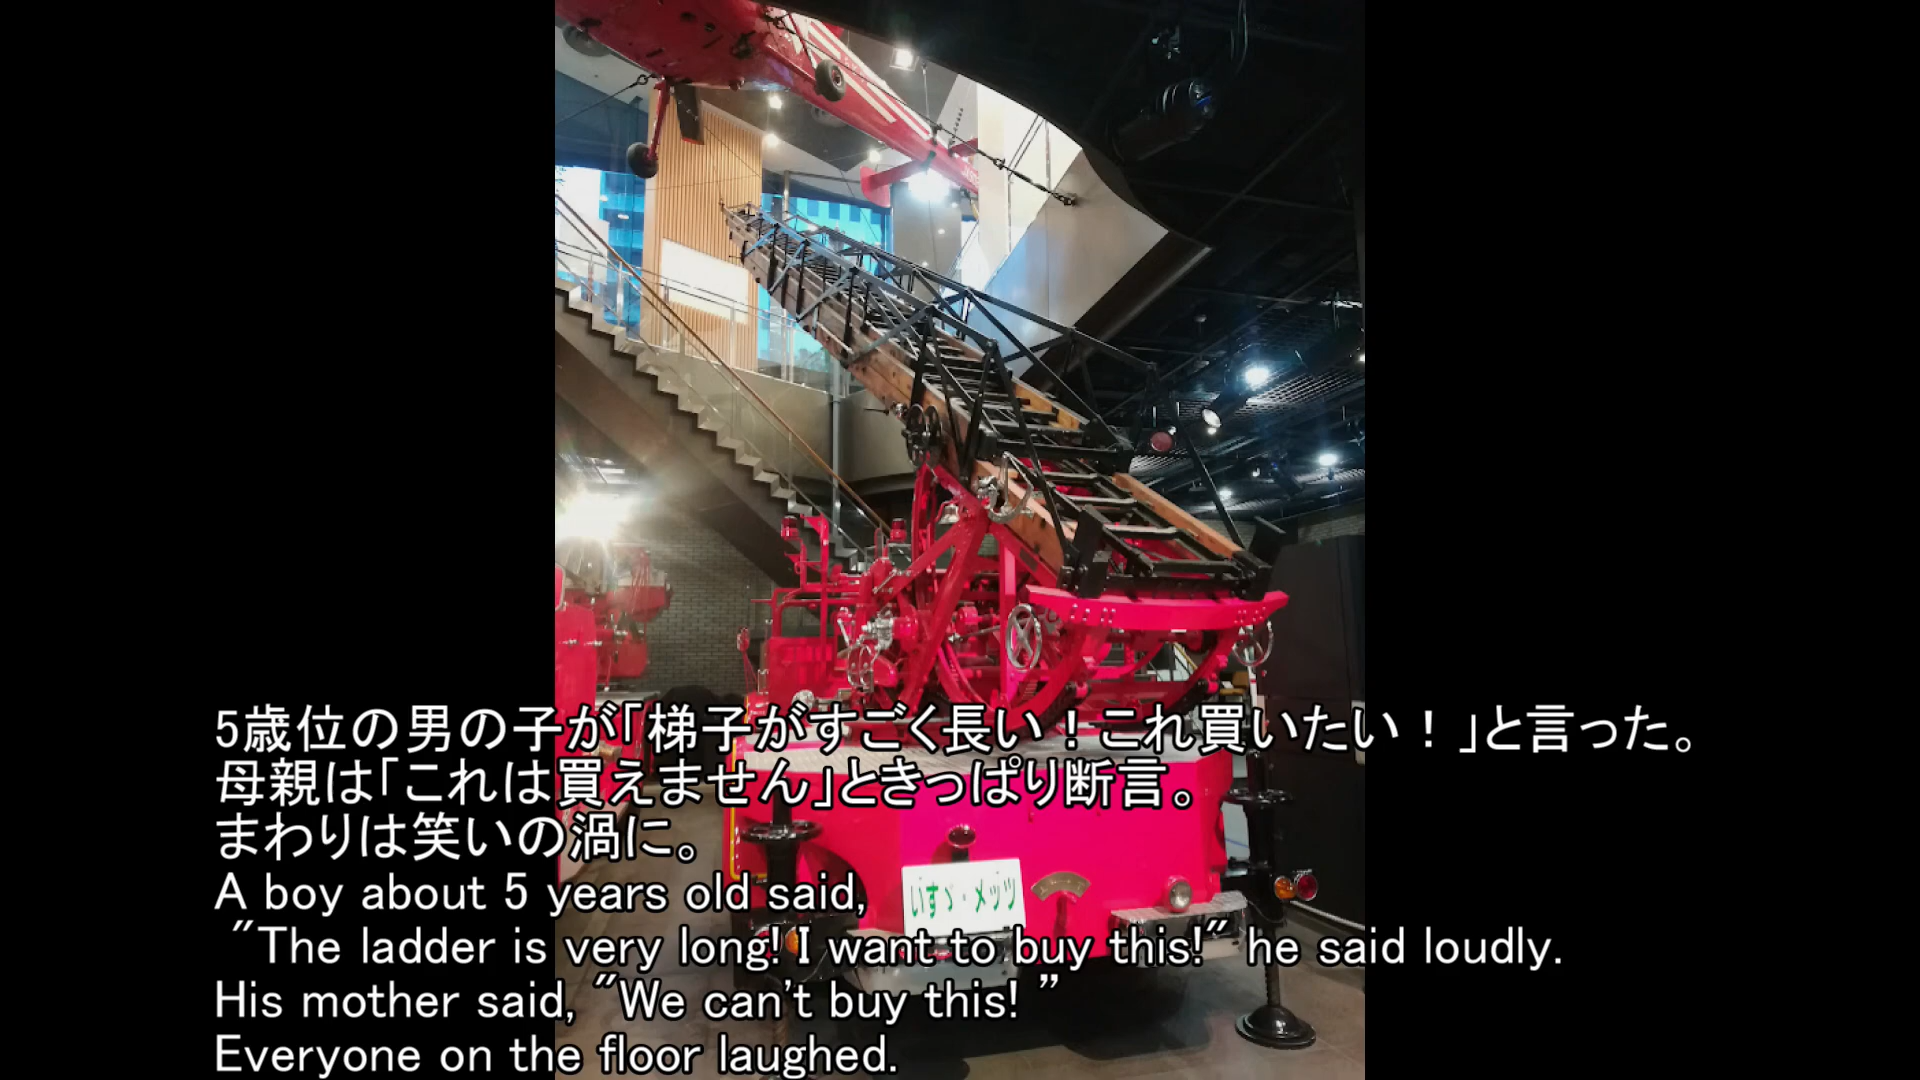 5歳位の男の子が「梯子がすごく長い！これ買いたい！」と言った。
母親は「これは買えません」ときっぱり断言。
まわりは笑いの渦に。
A boy about 5 years old said,
"The ladder is very long! I want to buy this!" he said loudly.
His mother said, "We can't buy this! ”
Everyone on the floor laughed.
いすゞ・メッツ